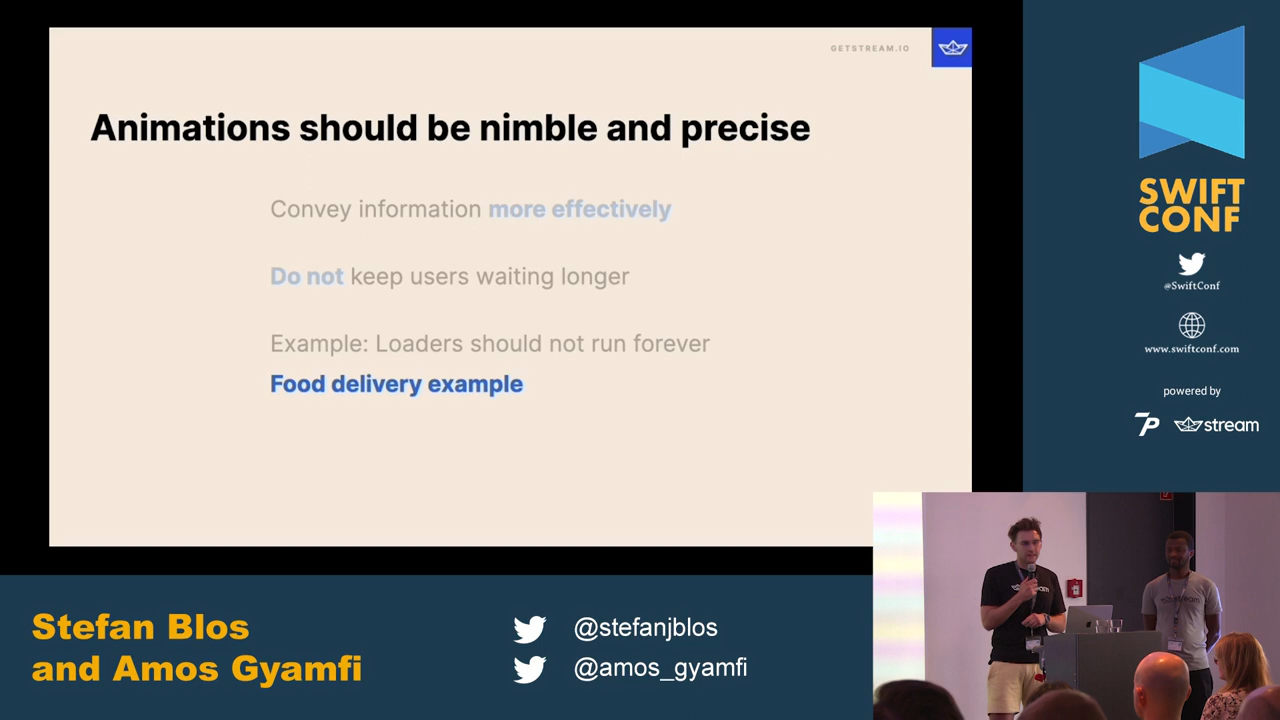 GETSTREAM.IO
Animations should be nimble and precise
Convey information more effectively
Do not keep users waiting longer
Example: Loaders should not run forever
Food delivery example
SWIFT
CONF
@SwiftConf
www.swiftconf.com
powered by
7P
stream
Stefan Blos
and Amos Gyamfi
@stefanjblos
@amos_gyamfi